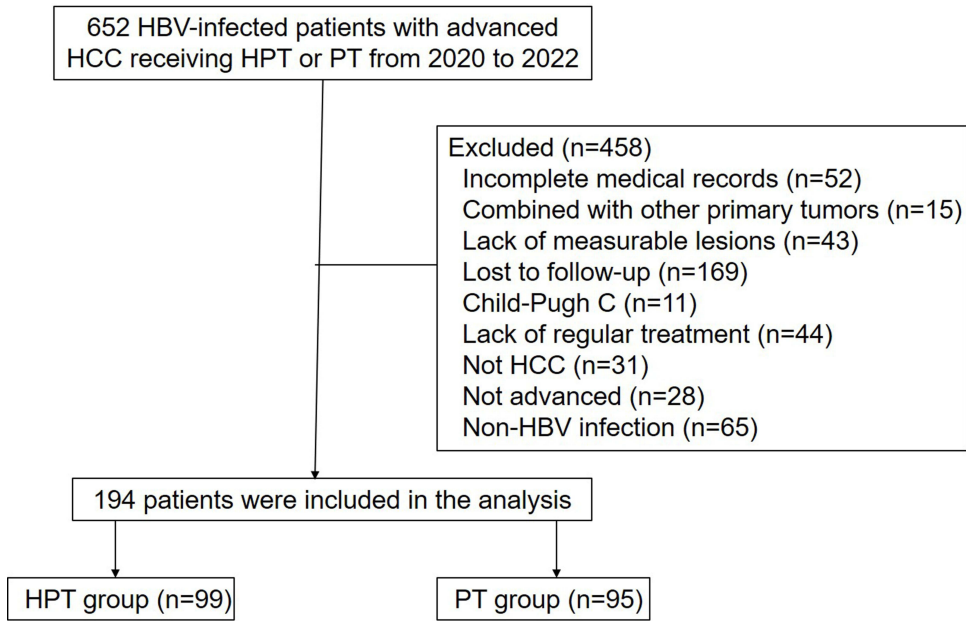 652 HBV-infected patients with advanced
HCC receiving HPT or PT from 2020 to 2022
Excluded (n=458)
Incomplete medical records (n=52)
Combined with other primary tumors (n=15)
Lack of measurable lesions (n=43)
Lost to follow-up (n=169)
Child-Pugh C (n=11)
Lack of regular treatment (n=44)
Not HCC (n=31)
Not advanced (n=28)
Non-HBV infection (n=65)
194 patients were included in the analysis
HPT group (n=99)
PT group (n=95)